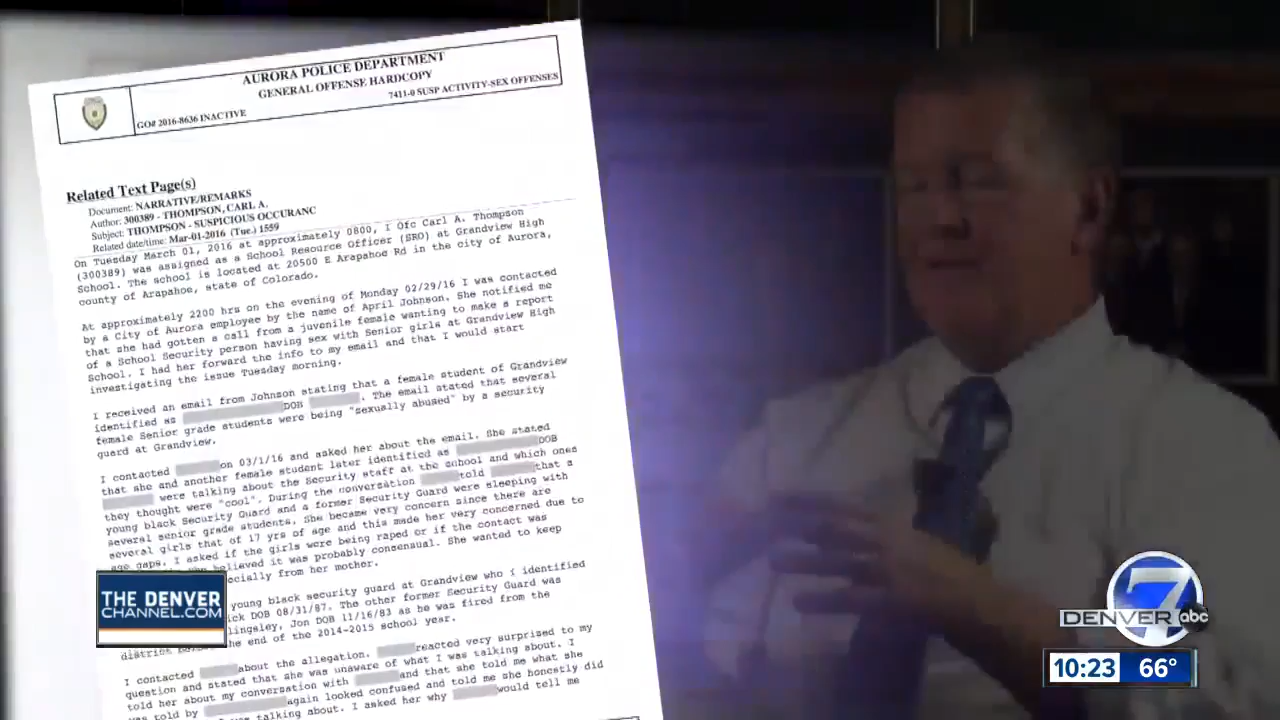 AURORA POLICE DEPARTMENT
GENERAL OFFENSE HARDCOPY
GO# 2016-8636 INACTIVE
7411-0 SUSP ACTIVITY-SEX OFFENSES
Related Text Page(s)
Document: NARRATIVE/REMARKS
Author: 300389 - THOMPSON, CARL A.
Subject: THOMPSON - SUSPICIOUS OCCURANC
Related date/time: Mar-01-2016 (Tue.) 1559
On Tuesday March 01, 2016 at approximately 0800, I Ofc Carl A. Thompson
(300389) was assigned as a School Resource Officer (SRO) at Grandview High
School. The school is located at 20500 E Arapahoe Rd in the city of Aurora,
county of Arapahoe, state of Colorado.
At approximately 2200 hrs on the evening of Monday 02/29/16 I was contacted
by a City of Aurora employee by the name of April Johnson. She notified me
that she had gotten a call from a juvenile female wanting to make a report
of a School Security person having sex with Senior girls at Grandview High
School. I had her forward the info to my email and that I would start
investigating the issue Tuesday morning.
I received an email from Johnson stating that a female student of Grandview
identified as DOB . The email stated that several
female Senior grade students were being "sexually abused" by a security
guard at Grandview.
I contacted on 03/1/16 and asked her about the email. She stated
that she and another female student later identified as DOB
were talking about the Security staff at the school and which ones
they thought were "cool". During the conversation told that a
young black Security Guard and a former Security Guard were sleeping with
several senior grade students. She became very concern since there are
several girls that of 17 yrs of age and this made her very concerned due to
age gaps. I asked if the girls were being raped or if the contact was
believed it was probably consensual. She wanted to keep
ecially from her mother.
young black security guard at Grandview who i identified
ick DOB 08/31/87. The other former Security Guard was
lingsley, Jon DOB 11/16/83 as he was fired from the
district he end of the 2014-2015 school year.
I contacted about the allegation. reacted very surprised to my
question and stated that she was unaware of what I was talking about. I
told her about my conversation with and that she told me what she
was told by again looked confused and told me she honestly did
was talking about. I asked her why would tell me
THE DENVER
CHANNEL.COM
7
DENVER abc
10:23 66°